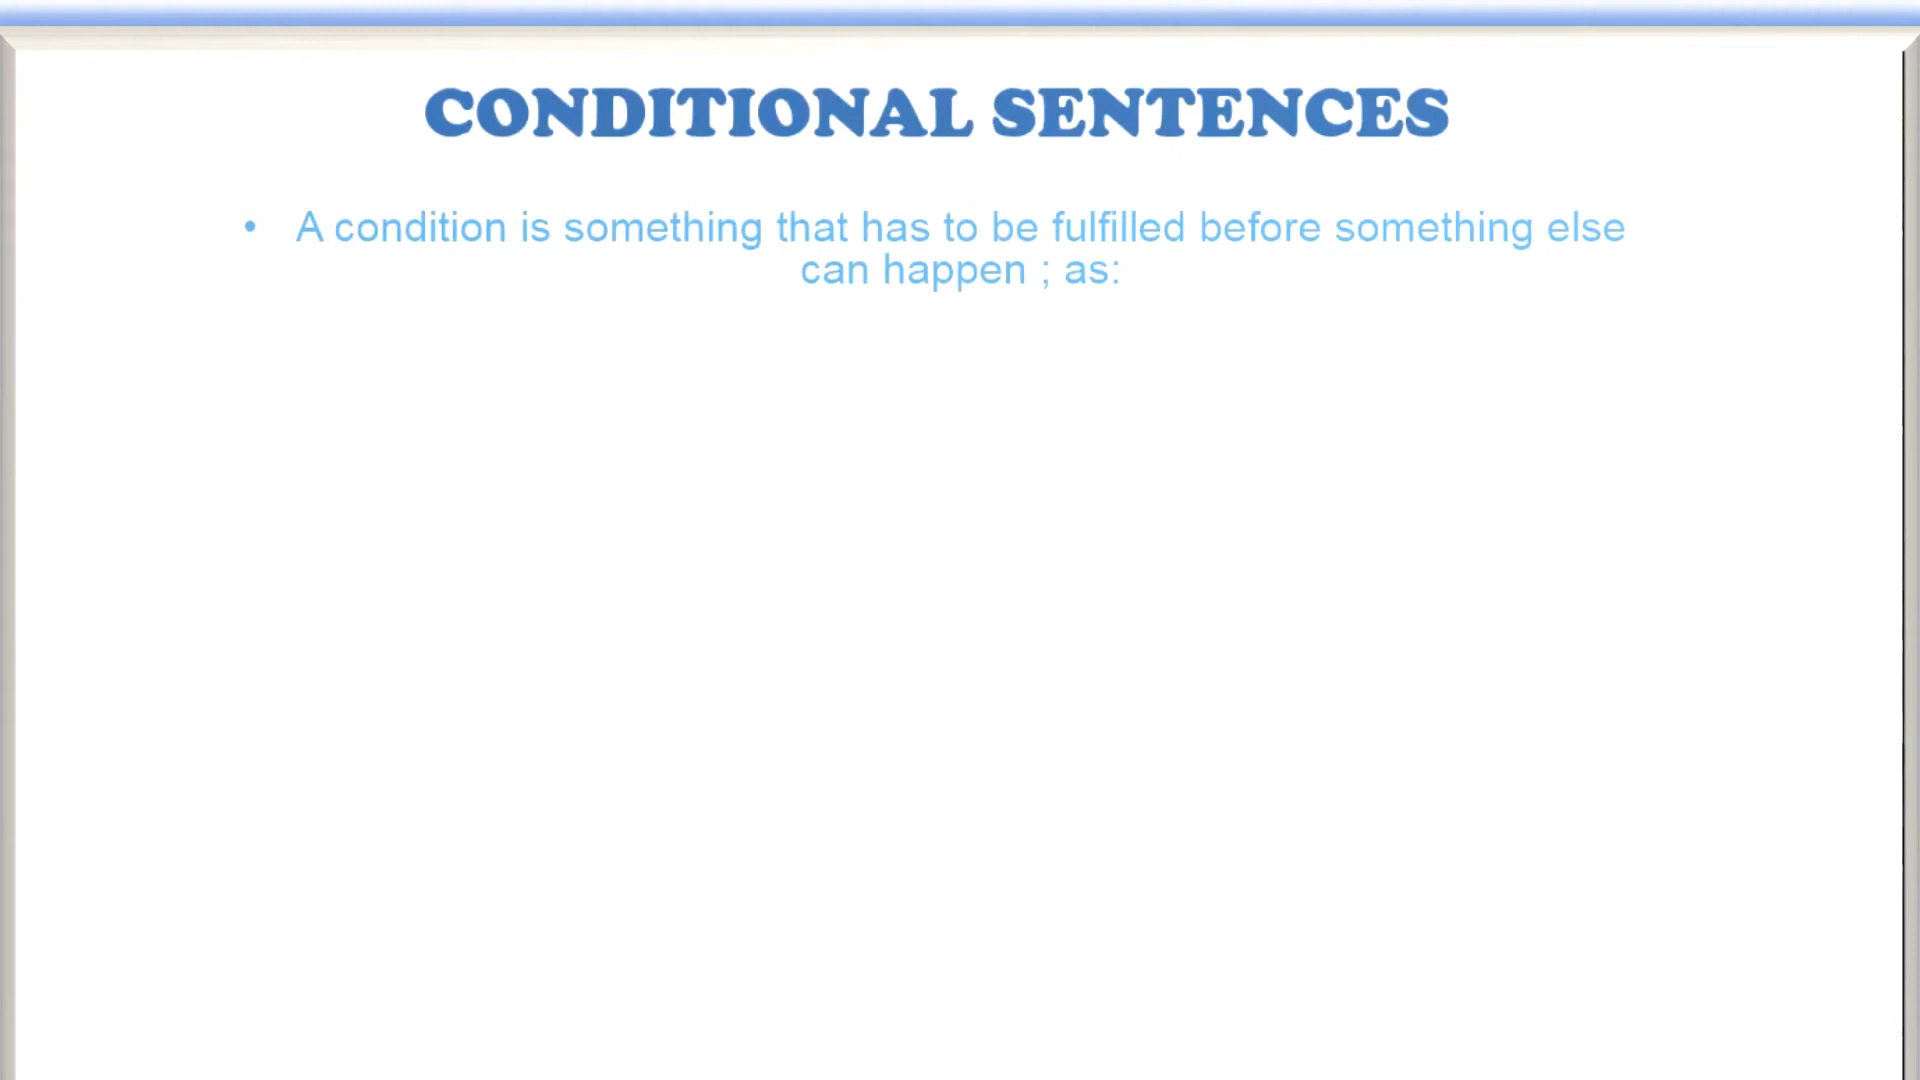 CONDITIONAL SENTENCES
• A condition is something that has to be fulfilled before something else
can happen ; as: